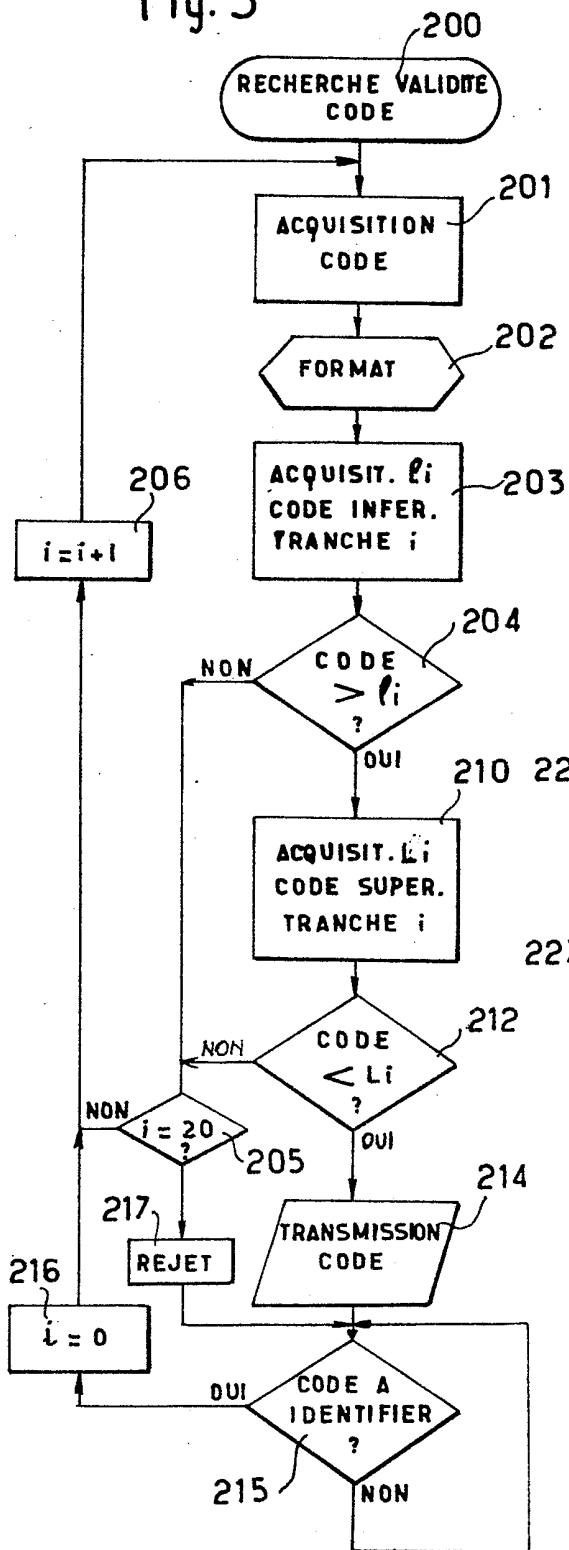 Fig. 5
200
RECHERCHE VALIDITE
CODE
201
ACQUISITION
CODE
202
FORMAT
203
ACQUISIT. li
CODE INFER.
TRANCHE i
206
i=i+1
204
CODE
> li
?
NON
OUI
210
22
ACQUISIT. Li
CODE SUPER.
TRANCHE i
22
212
CODE
< Li
?
NON
OUI
NON
i = 20
?
205
214
TRANSMISSION
CODE
217
REJET
216
i = 0
OUI
CODE A
IDENTIFIER
?
215
NON